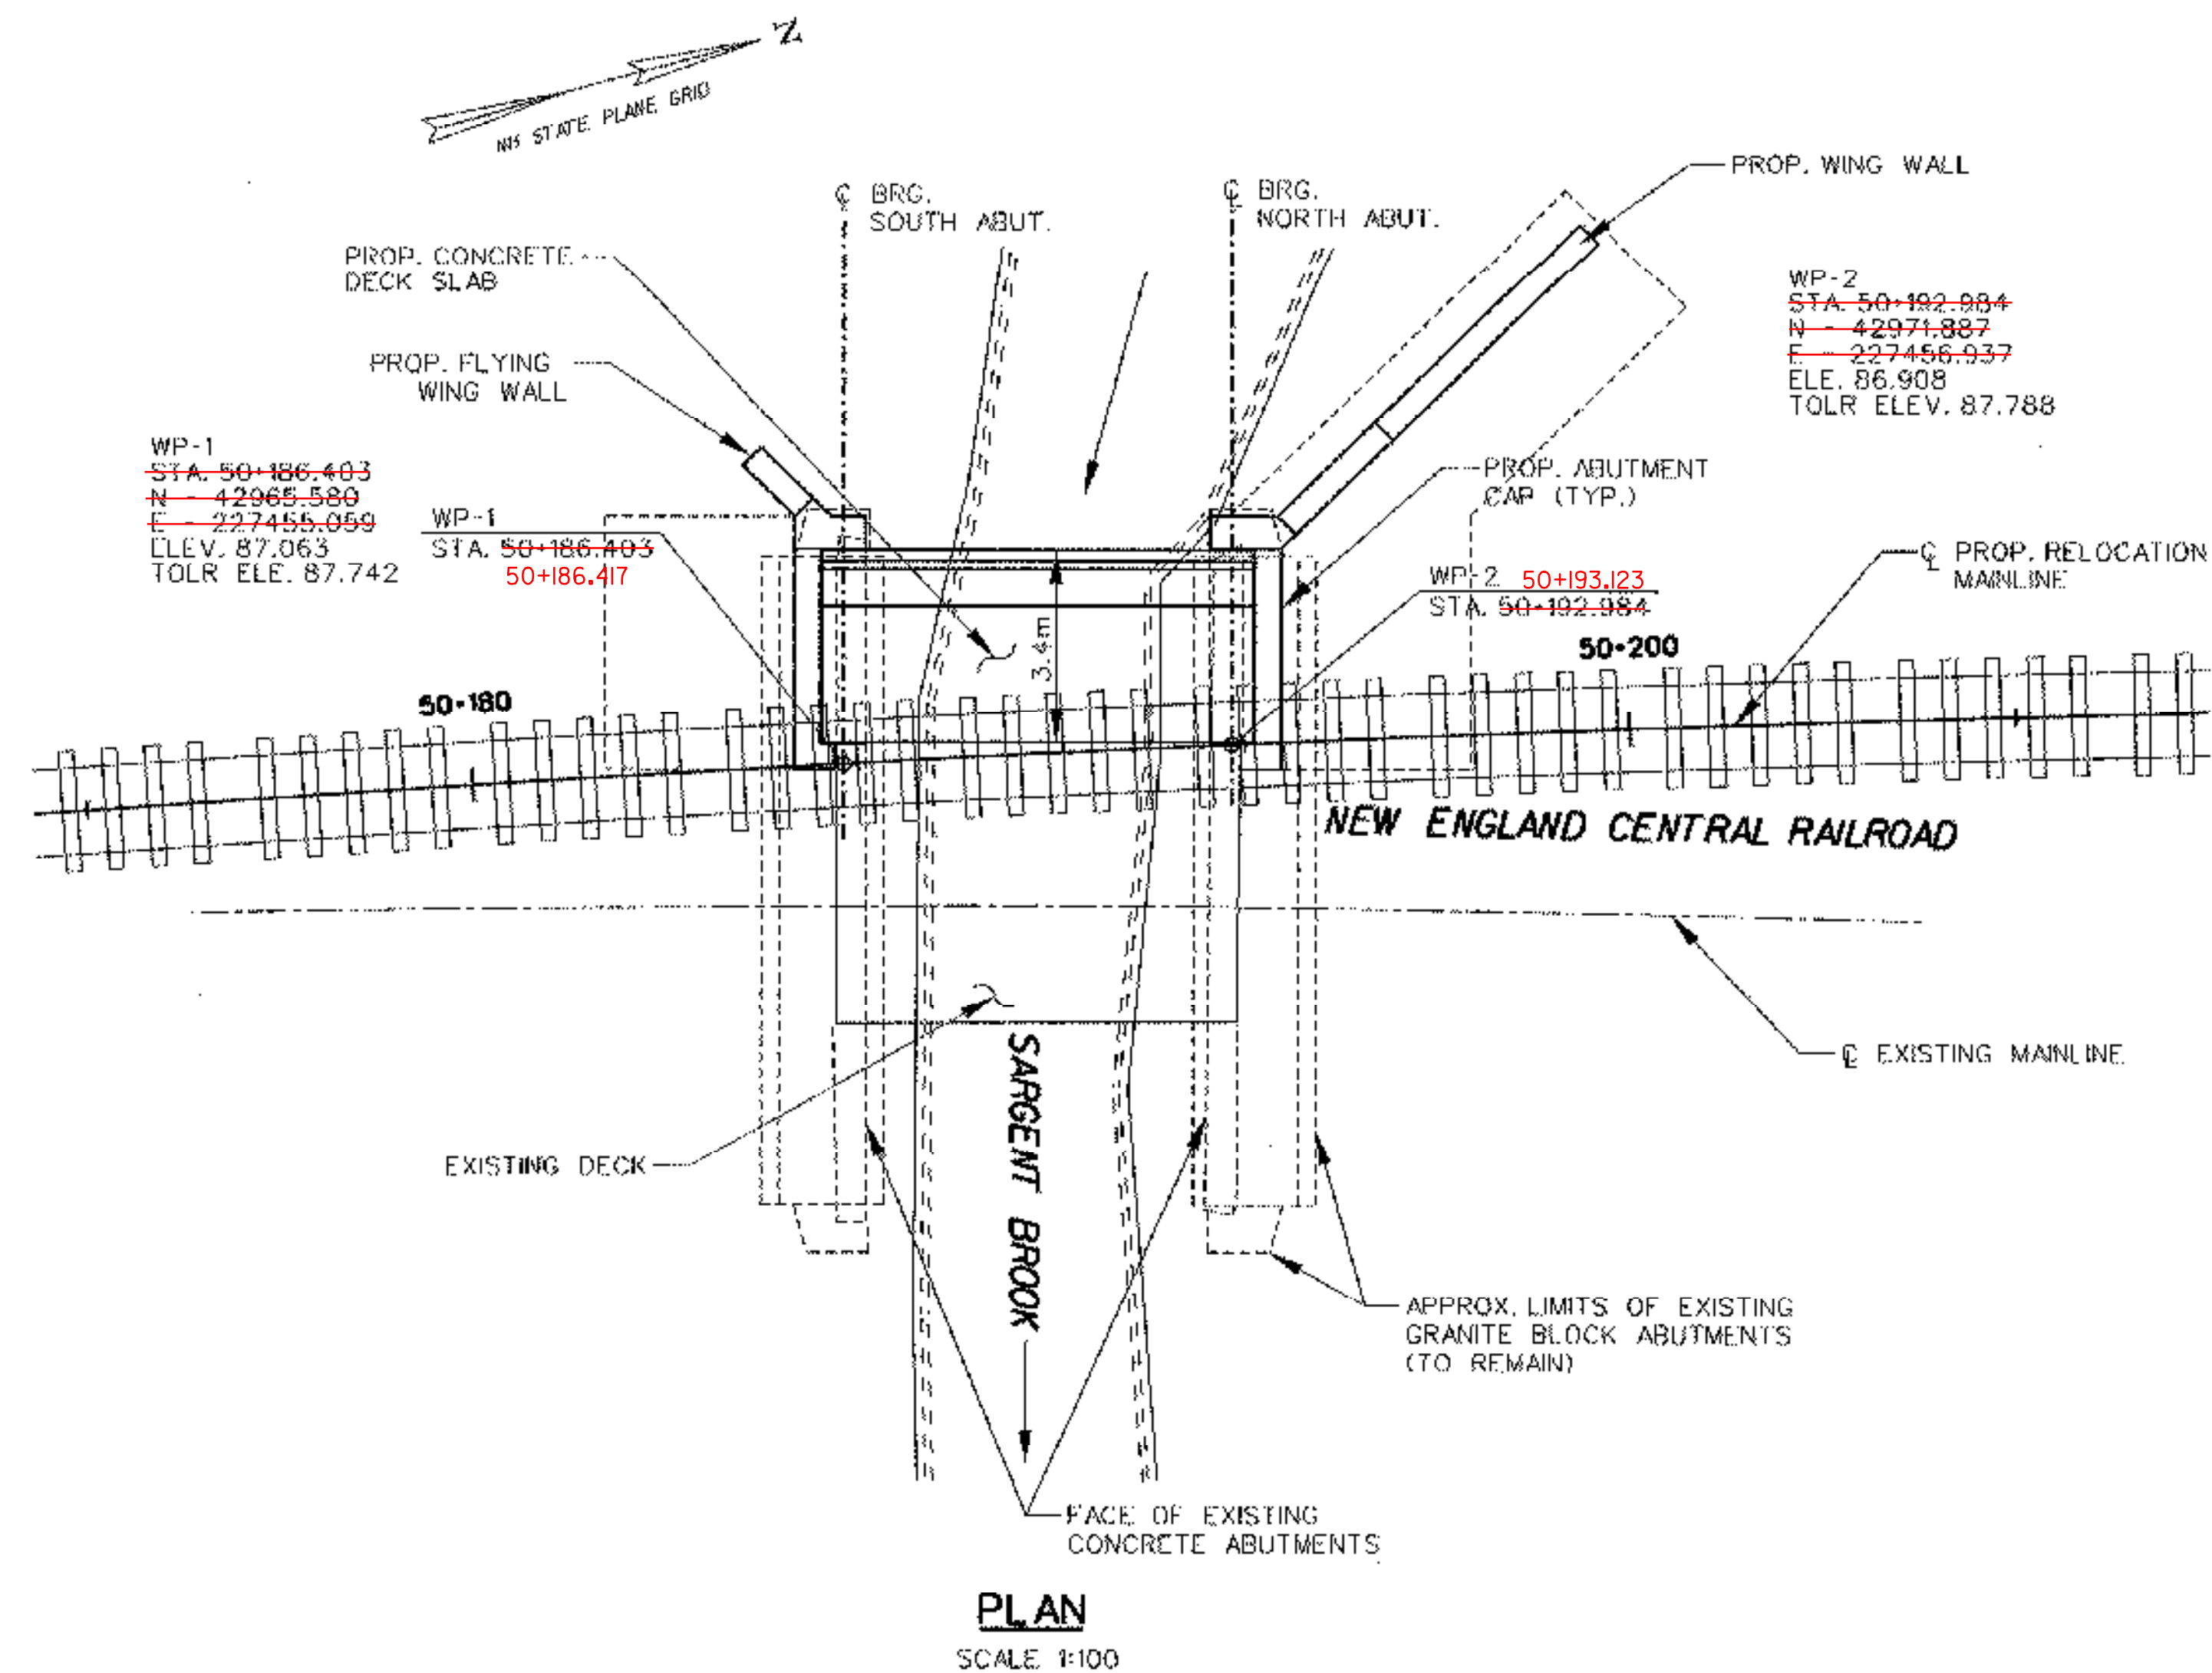 N
NH STATE PLANE GRID
PROP. WING WALL
℄ BRG.
SOUTH ABUT.
℄ BRG.
NORTH ABUT.
PROP. CONCRETE
DECK SLAB
WP-2
STA. 50+192.984
N - 42971.887
E - 227456.937
ELE. 86.908
TOLR ELEV. 87.788
PROP. FLYING
WING WALL
WP-1
STA. 50+186.403
N - 42965.580
E - 227455.059
ELEV. 87.063
TOLR ELE. 87.742
WP-1
STA. 50+186.403
50+186.417
PROP. ABUTMENT
CAP (TYP.)
℄ PROP. RELOCATION
MAINLINE
WP-2 50+193.123
STA. 50+192.984
3.4m
50+200
50+180
NEW ENGLAND CENTRAL RAILROAD
℄ EXISTING MAINLINE
SARGENT BROOK
EXISTING DECK
APPROX. LIMITS OF EXISTING
GRANITE BLOCK ABUTMENTS
(TO REMAIN)
FACE OF EXISTING
CONCRETE ABUTMENTS
PLAN
SCALE 1:100